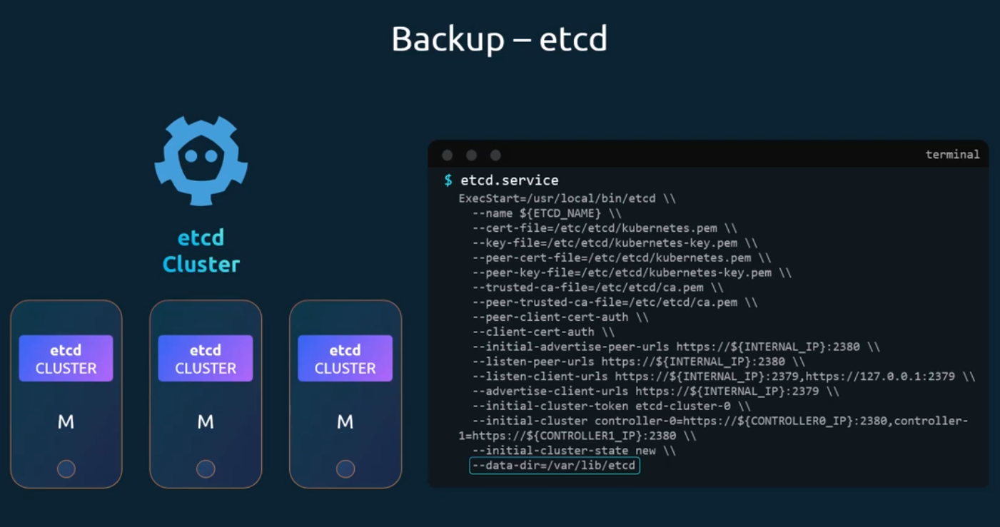 Backup – etcd
etcd
Cluster
etcd
CLUSTER
M
etcd
CLUSTER
M
etcd
CLUSTER
M
terminal
$ etcd.service
ExecStart=/usr/local/bin/etcd \\
--name ${ETCD_NAME} \\
--cert-file=/etc/etcd/kubernetes.pem \\
--key-file=/etc/etcd/kubernetes-key.pem \\
--peer-cert-file=/etc/etcd/kubernetes.pem \\
--peer-key-file=/etc/etcd/kubernetes-key.pem \\
--trusted-ca-file=/etc/etcd/ca.pem \\
--peer-trusted-ca-file=/etc/etcd/ca.pem \\
--peer-client-cert-auth \\
--client-cert-auth \\
--initial-advertise-peer-urls https://${INTERNAL_IP}:2380 \\
--listen-peer-urls https://${INTERNAL_IP}:2380 \\
--listen-client-urls https://${INTERNAL_IP}:2379,https://127.0.0.1:2379 \\
--advertise-client-urls https://${INTERNAL_IP}:2379 \\
--initial-cluster-token etcd-cluster-0 \\
--initial-cluster controller-0=https://${CONTROLLER0_IP}:2380,controller-
1=https://${CONTROLLER1_IP}:2380 \\
--initial-cluster-state new \\
--data-dir=/var/lib/etcd